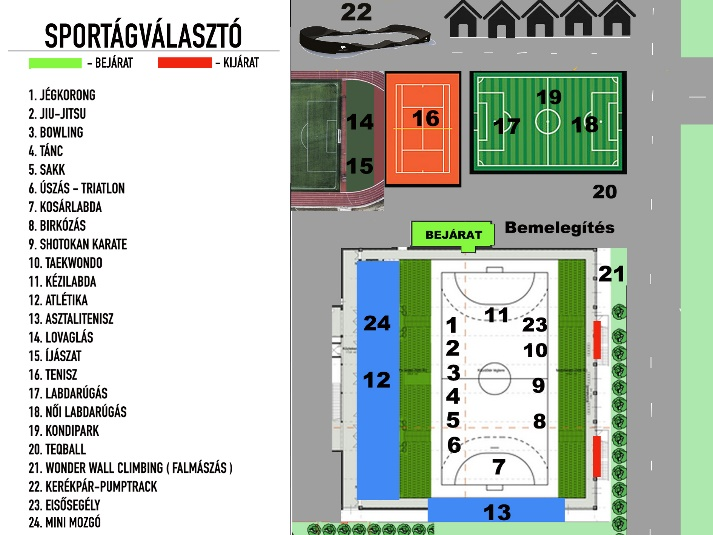 SPORTÁGVÁLASZTÓ
– BEJÁRAT – KIJÁRAT
1. JÉGKORONG
2. JIU-JITSU
3. BOWLING
4. TÁNC
5. SAKK
6. ÚSZÁS – TRIATLON
7. KOSÁRLABDA
8. BIRKÓZÁS
9. SHOTOKAN KARATE
10. TAEKWONDO
11. KÉZILABDA
12. ATLÉTIKA
13. ASZTALITENISZ
14. LOVAGLÁS
15. ÍJÁSZAT
16. TENISZ
17. LABDARÚGÁS
18. NŐI LABDARÚGÁS
19. KONDIPARK
20. TEQBALL
21. WONDER WALL CLIMBING ( FALMÁSZÁS )
22. KERÉKPÁR-PUMPTRACK
23. ElSŐSEGÉLY
24. MINI MOZGÓ
22
14
15
16
19
17
18
20
BEJÁRAT
Bemelegítés
21
24
12
11
1
2
3
4
5
6
23
10
9
8
7
13